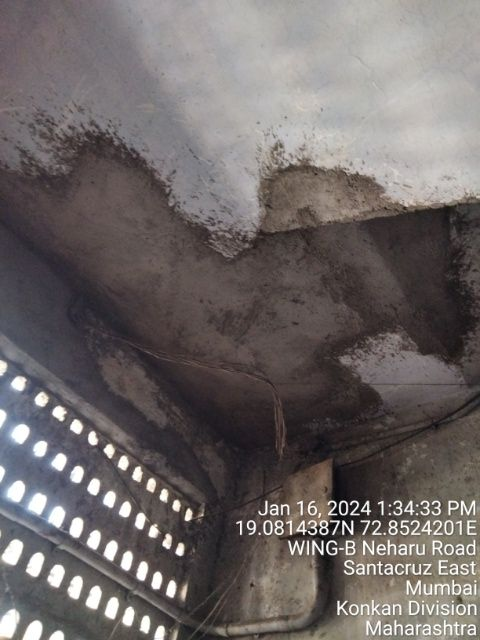 Jan 16, 2024 1:34:33 PM
19.0814387N 72.8524201E
WING-B Neharu Road
Santacruz East
Mumbai
Konkan Division
Maharashtra